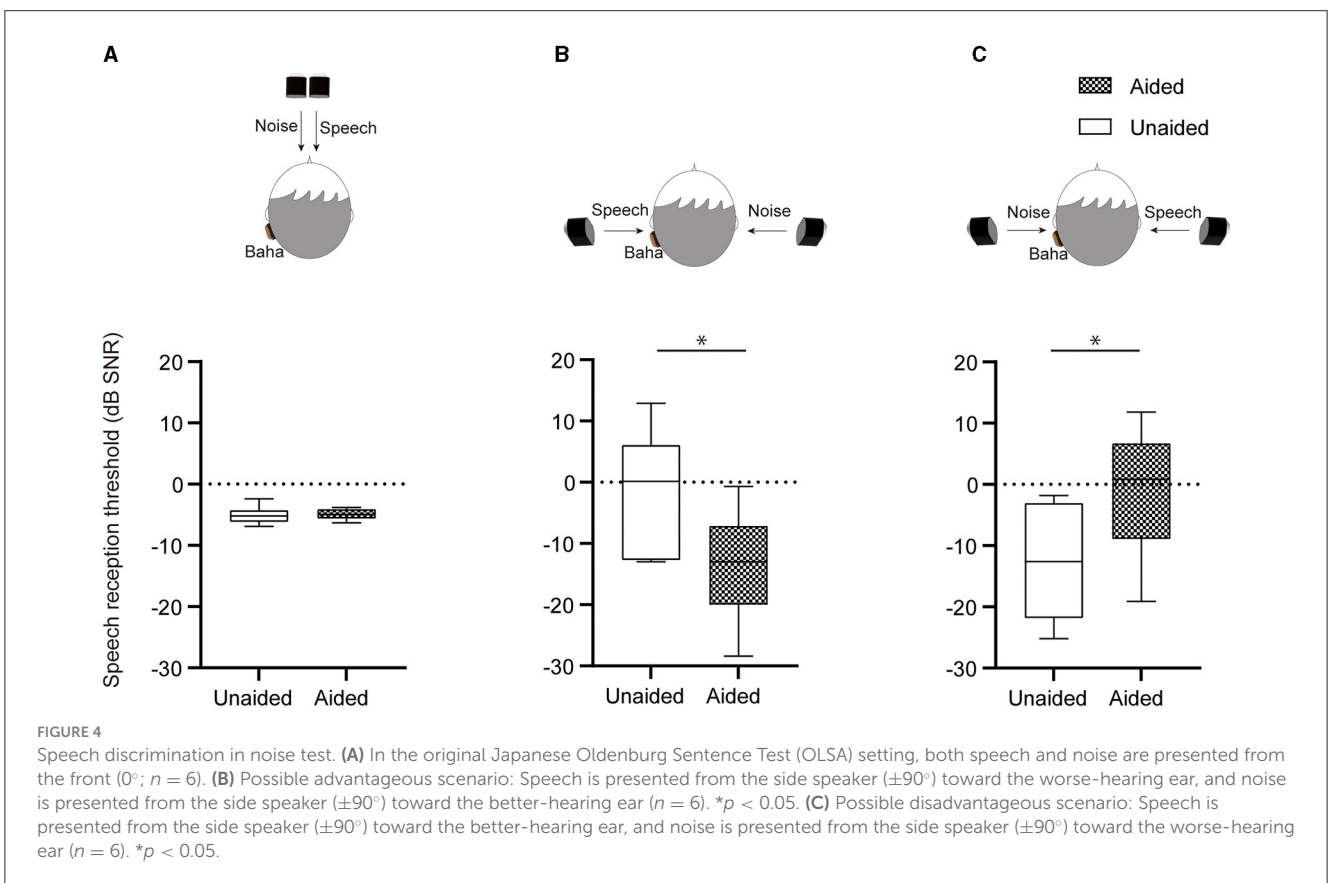 A
B
C
Aided
Unaided
Noise
Speech
Baha
Speech
Noise
Baha
Noise
Speech
Baha
Speech reception threshold (dB SNR)
20
10
0
-10
-20
-30
Unaided Aided
*
20
10
0
-10
-20
-30
Unaided Aided
*
20
10
0
-10
-20
-30
Unaided Aided
FIGURE 4
Speech discrimination in noise test. (A) In the original Japanese Oldenburg Sentence Test (OLSA) setting, both speech and noise are presented from
the front (0°; n = 6). (B) Possible advantageous scenario: Speech is presented from the side speaker (±90°) toward the worse-hearing ear, and noise
is presented from the side speaker (±90°) toward the better-hearing ear (n = 6). *p < 0.05. (C) Possible disadvantageous scenario: Speech is
presented from the side speaker (±90°) toward the better-hearing ear, and noise is presented from the side speaker (±90°) toward the worse-hearing
ear (n = 6). *p < 0.05.